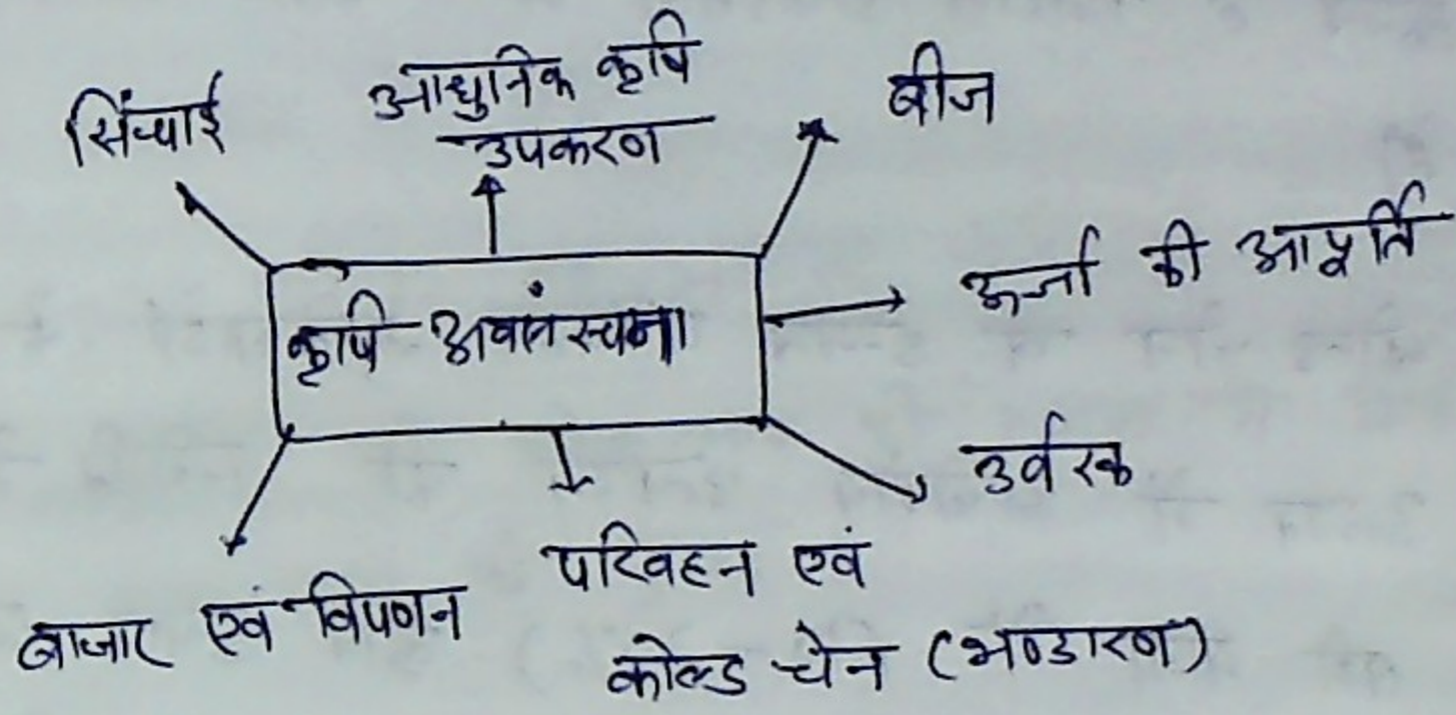 सिंचाई
आधुनिक कृषि
उपकरण
बीज
कृषि अवसंरचना
ऊर्जा की आपूर्ति
उर्वरक
परिवहन एवं
कोल्ड चैन (भण्डारण)
बाजार एवं विपणन